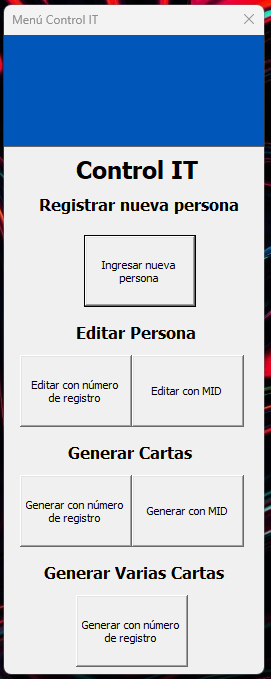 Menú Control IT
Control IT
Registrar nueva persona
Ingresar nueva
persona
Editar Persona
Editar con número
de registro
Editar con MID
Generar Cartas
Generar con número
de registro
Generar con MID
Generar Varias Cartas
Generar con número
de registro